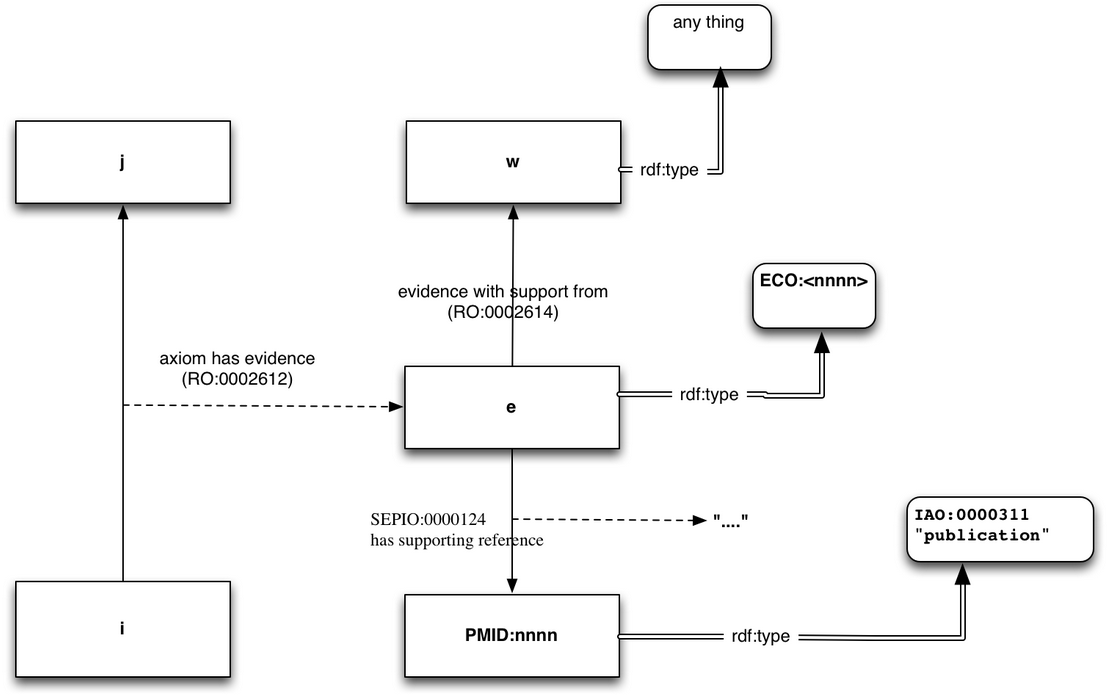 any thing
j
w
rdf:type
ECO:<nnnn>
evidence with support from
(RO:0002614)
axiom has evidence
(RO:0002612)
rdf:type
e
IAO:0000311
"publication"
SEPIO:0000124
has supporting reference
"...."
i
PMID:nnnn
rdf:type